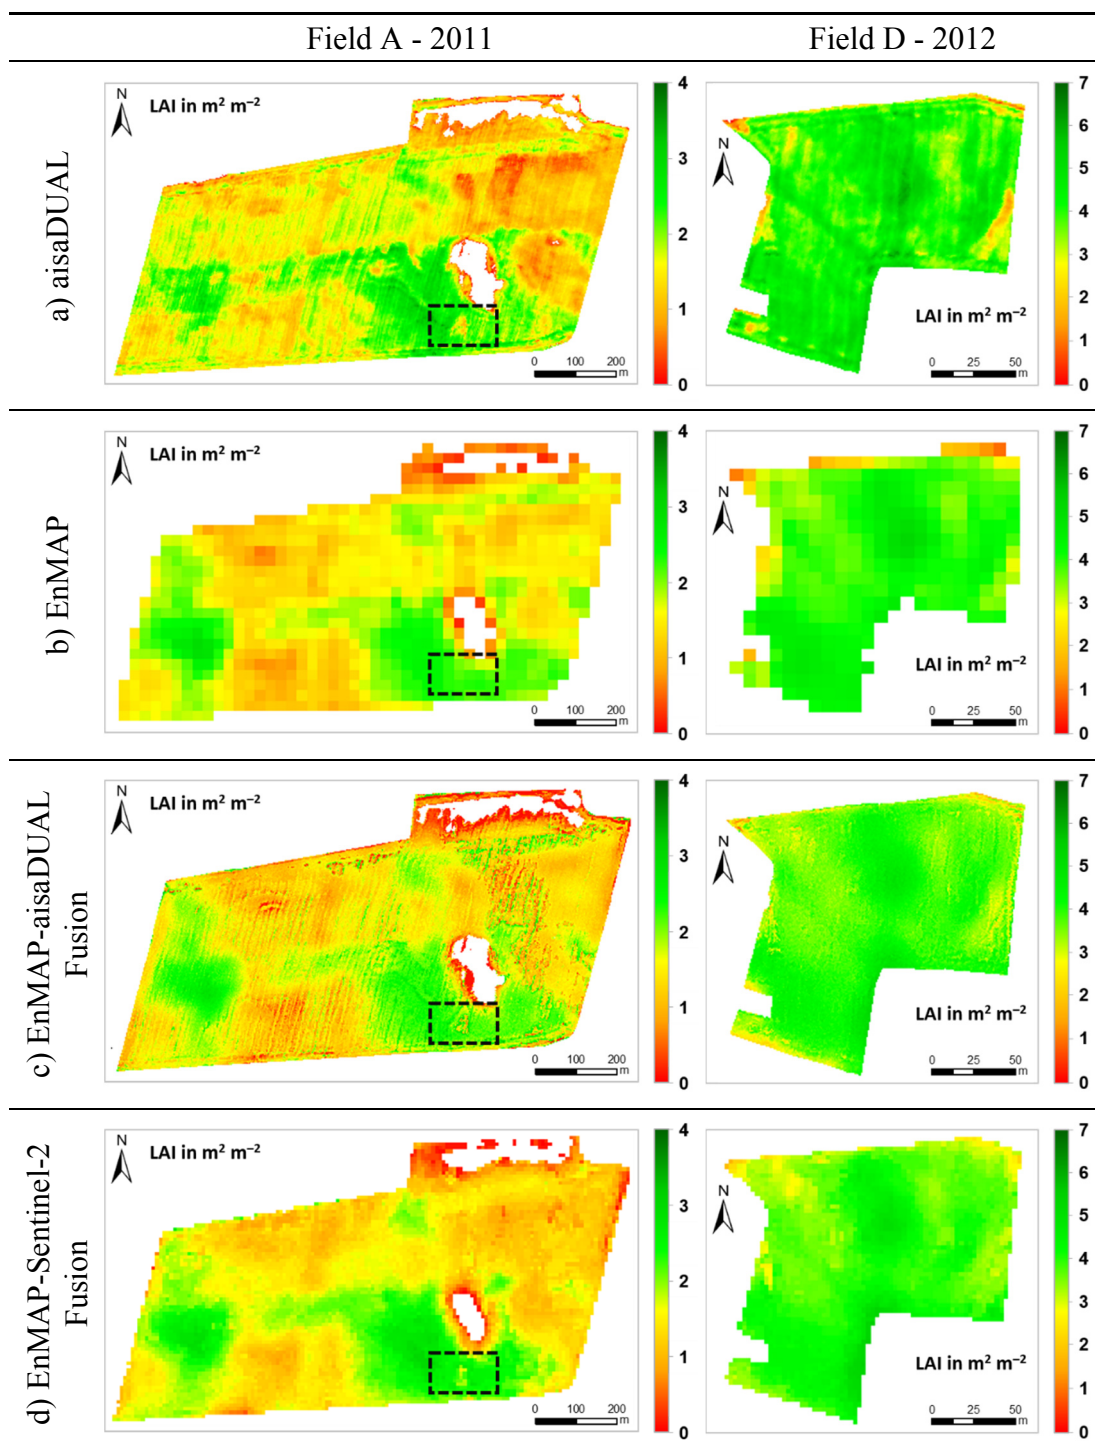 Field A - 2011
Field D - 2012
a) aisaDUAL
N
LAI in m² m⁻²
0 100 200
m
4
3
2
1
0
N
LAI in m² m⁻²
0 25 50
m
7
6
5
4
3
2
1
0
b) EnMAP
N
LAI in m² m⁻²
0 100 200
m
4
3
2
1
0
N
LAI in m² m⁻²
0 25 50
m
7
6
5
4
3
2
1
0
c) EnMAP-aisaDUAL
Fusion
N
LAI in m² m⁻²
0 100 200
m
4
3
2
1
0
N
LAI in m² m⁻²
0 25 50
m
7
6
5
4
3
2
1
0
d) EnMAP-Sentinel-2
Fusion
N
LAI in m² m⁻²
0 100 200
m
4
3
2
1
0
N
LAI in m² m⁻²
0 25 50
m
7
6
5
4
3
2
1
0